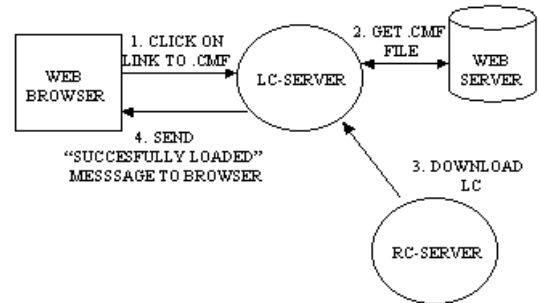 1. CLICK ON
LINK TO .CMF
2. GET .CMF
FILE
WEB
BROWSER
LC-SERVER
WEB
SERVER
4. SEND
“SUCCESFULLY LOADED”
MESSSAGE TO BROWSER
3. DOWNLOAD
LC
RC-SERVER